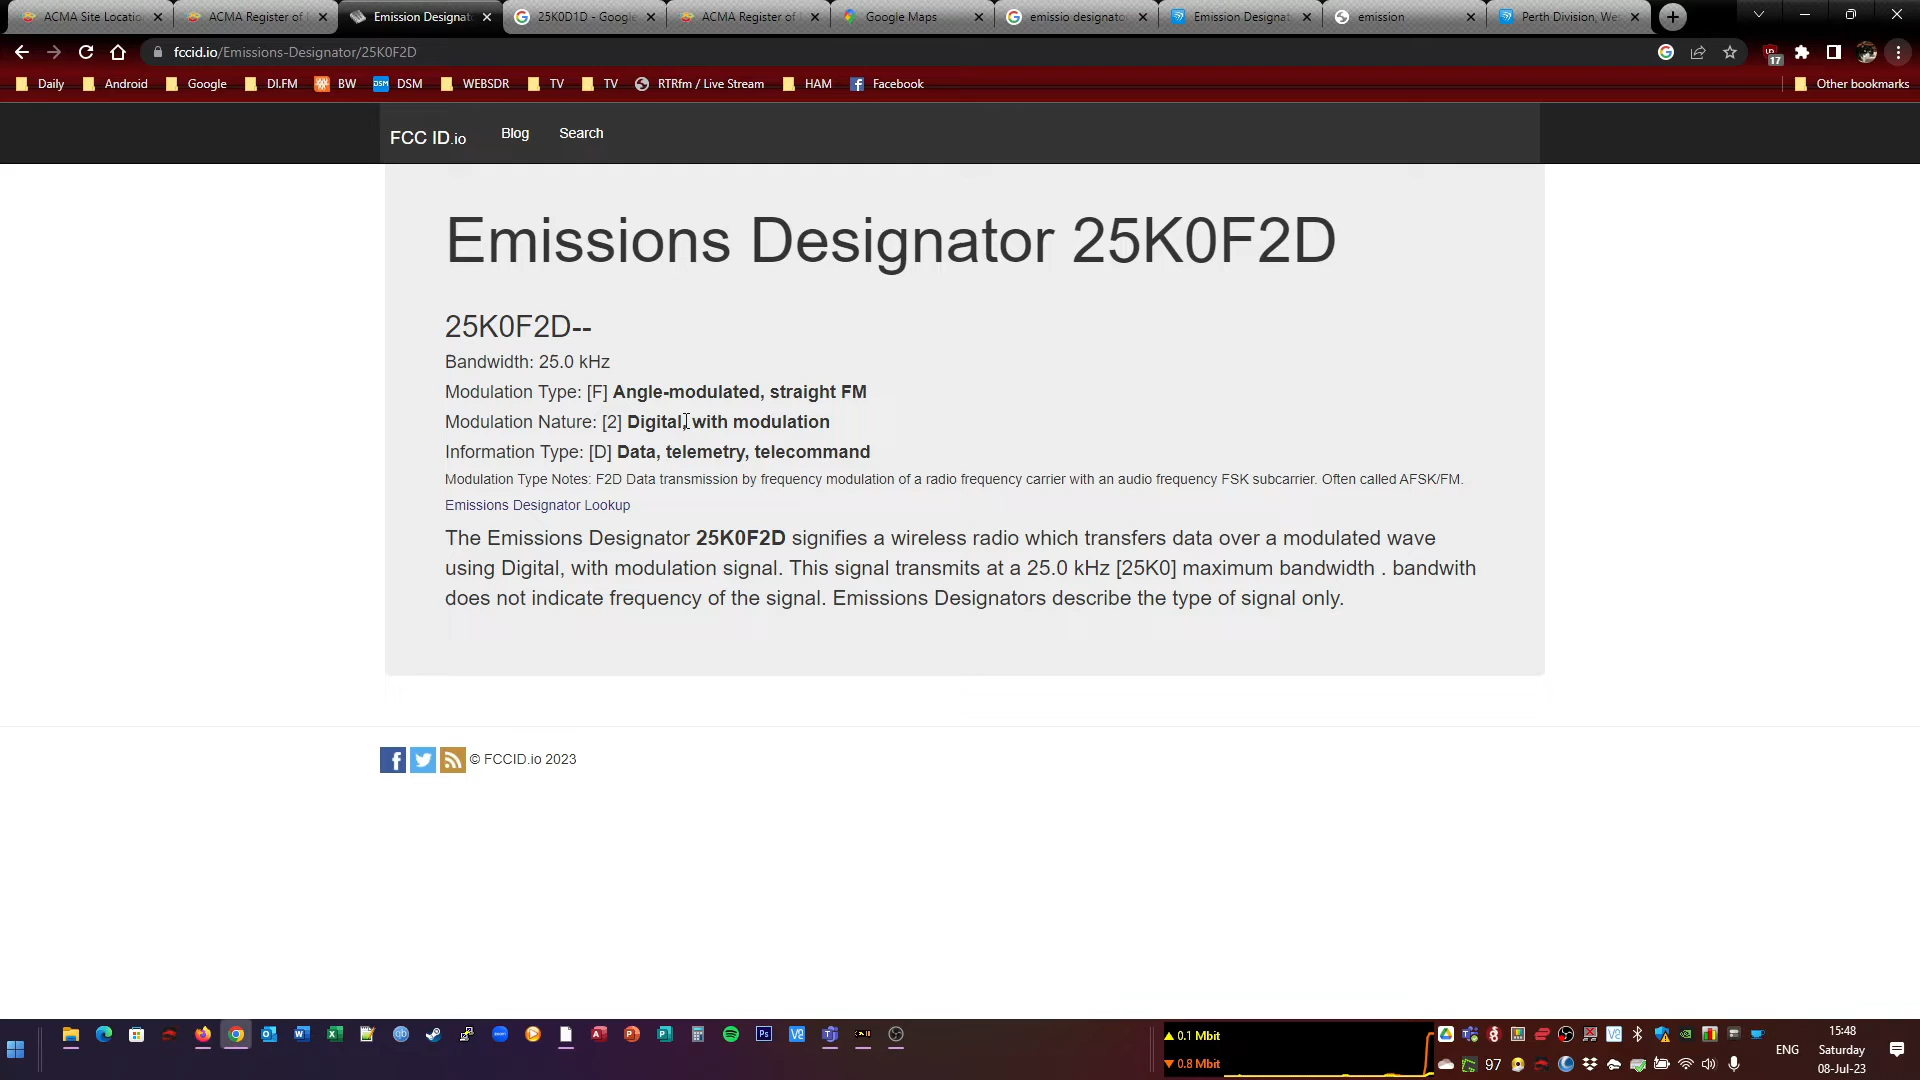 ACMA Site Locatio
ACMA Register of
Emission Designat
25K0D1D - Google
ACMA Register of
Google Maps
emissio designato
Emission Designat
emission
Perth Division, We
fccid.io/Emissions-Designator/25K0F2D
17
Daily
Android
Google
DI.FM
BW
DSM
DSM
WEBSDR
TV
TV
RTRfm / Live Stream
HAM
Facebook
Other bookmarks
FCC ID.io
Blog
Search
Emissions Designator 25K0F2D
25K0F2D--
Bandwidth: 25.0 kHz
Modulation Type: [F] Angle-modulated, straight FM
Modulation Nature: [2] Digital, with modulation
Information Type: [D] Data, telemetry, telecommand
Modulation Type Notes: F2D Data transmission by frequency modulation of a radio frequency carrier with an audio frequency FSK subcarrier. Often called AFSK/FM.
Emissions Designator Lookup
The Emissions Designator 25K0F2D signifies a wireless radio which transfers data over a modulated wave
using Digital, with modulation signal. This signal transmits at a 25.0 kHz [25K0] maximum bandwidth . bandwith
does not indicate frequency of the signal. Emissions Designators describe the type of signal only.
© FCCID.io 2023
0.1 Mbit
0.8 Mbit
97
ENG
15:48
Saturday
08-Jul-23